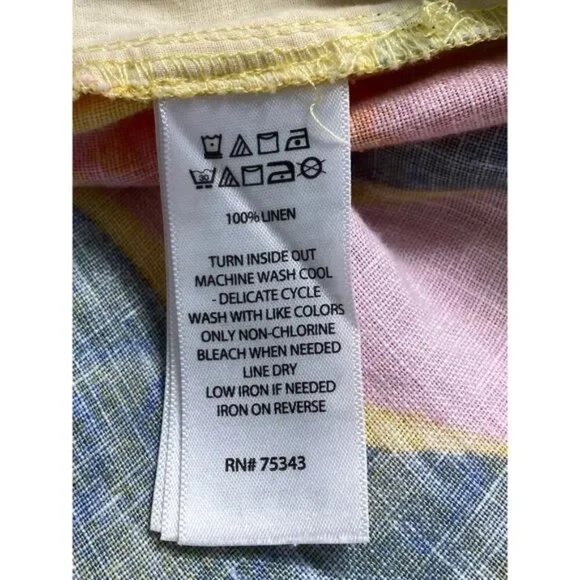 30
100% LINEN
TURN INSIDE OUT
MACHINE WASH COOL
- DELICATE CYCLE
WASH WITH LIKE COLORS
ONLY NON-CHLORINE
BLEACH WHEN NEEDED
LINE DRY
LOW IRON IF NEEDED
IRON ON REVERSE
RN# 75343